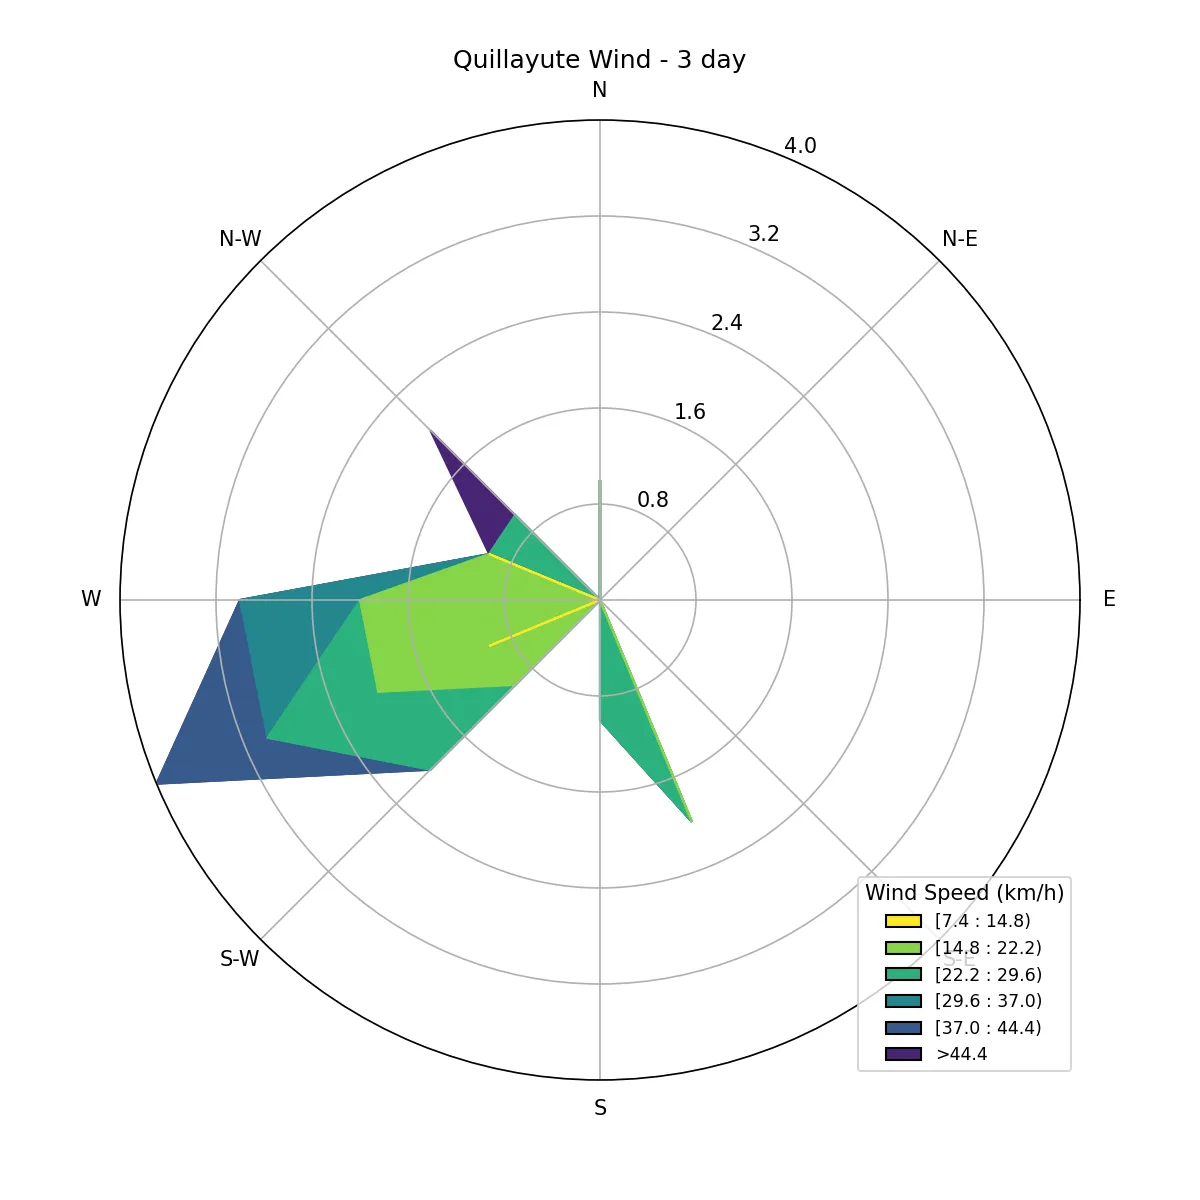 Quillayute Wind - 3 day
N
4.0
N-W
3.2
N-E
2.4
1.6
0.8
W
E
Wind Speed (km/h)
[7.4 : 14.8)
[14.8 : 22.2)
S-W
S-E
[22.2 : 29.6)
[29.6 : 37.0)
[37.0 : 44.4)
>44.4
S